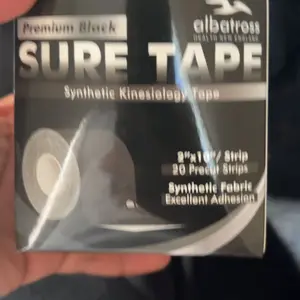 Premium Black
albatross
HEALTH NEW ENGLAND
SURE TAPE
Synthetic Kinesiology Tape
2"x10"/ Strip
20 Precut Strips
Synthetic Fabric
Excellent Adhesion